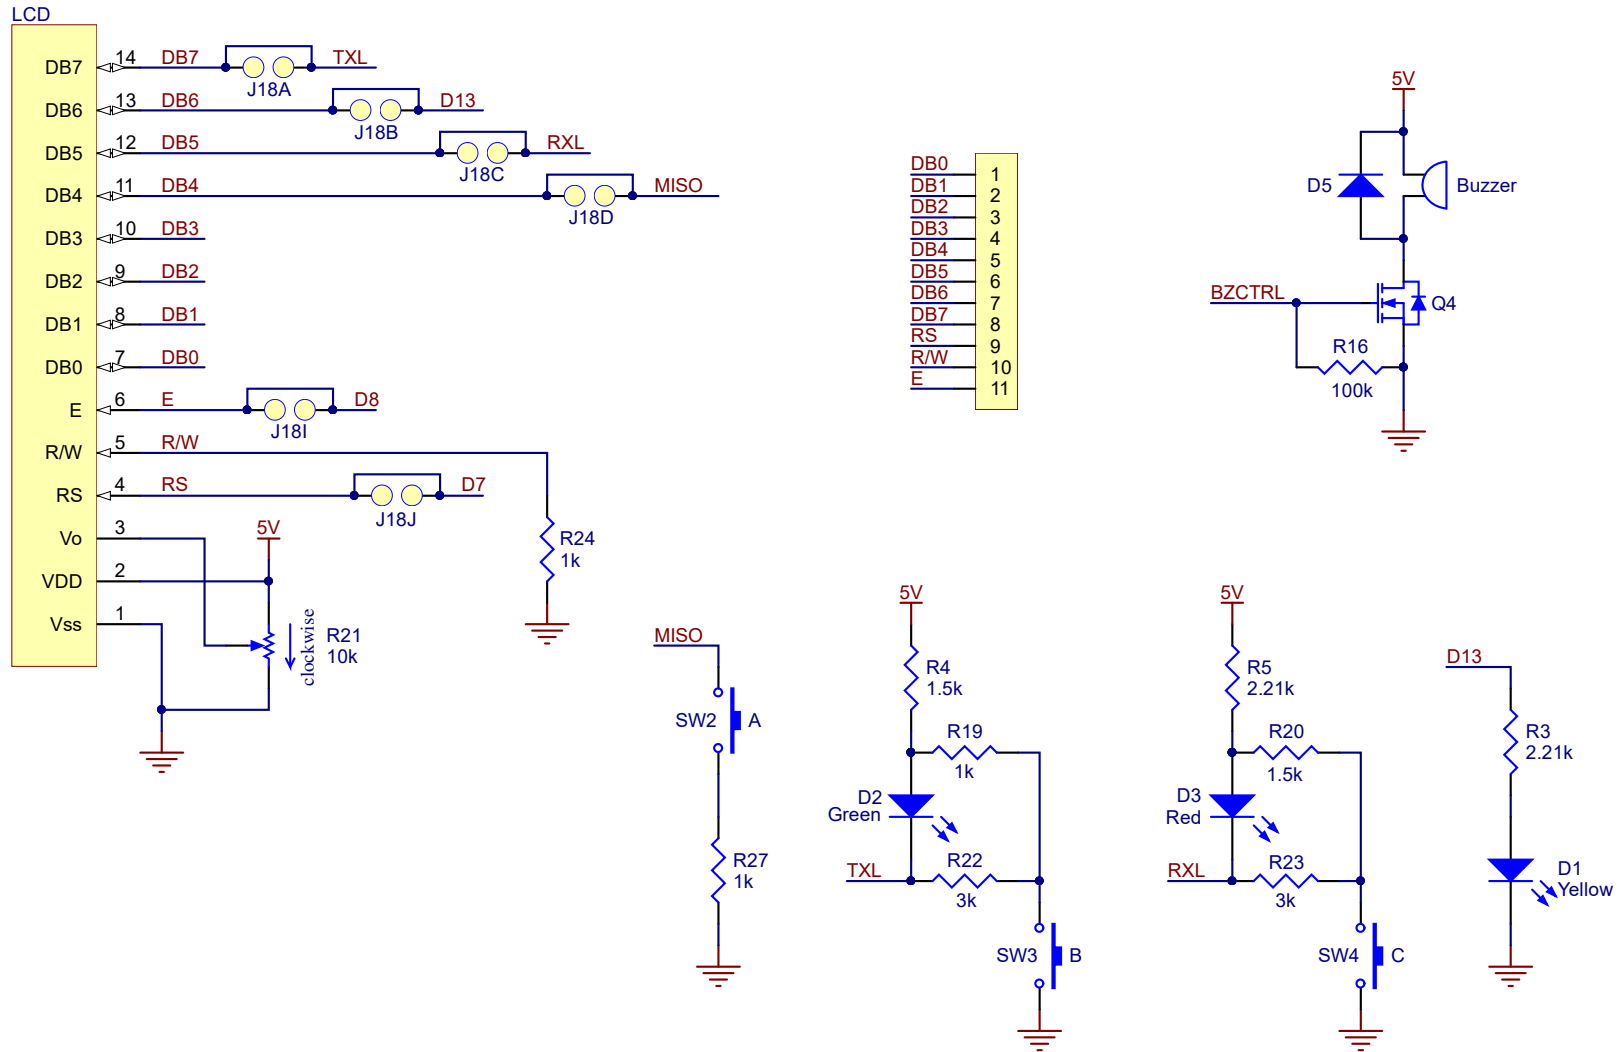 LCD
DB7 14 DB7 TXL
J18A
DB6 13 DB6 D13
J18B
DB5 12 DB5 RXL
J18C
DB4 11 DB4 MISO
J18D
DB3 10 DB3
DB2 9 DB2
DB1 8 DB1
DB0 7 DB0
E 6 E D8
J18I
R/W 5 R/W
RS 4 RS D7
J18J
Vo 3
VDD 2
Vss 1
5V
clockwise
R21
10k
R24
1k
DB0 1
DB1 2
DB2 3
DB3 4
DB4 5
DB5 6
DB6 7
DB7 8
RS 9
R/W 10
E 11
5V
D5 Buzzer
BZCTRL Q4
R16
100k
MISO
SW2 A
R27
1k
5V
R4
1.5k
R19
1k
D2
Green
TXL
R22
3k
SW3 B
5V
R5
2.21k
R20
1.5k
D3
Red
RXL
R23
3k
SW4 C
D13
R3
2.21k
D1
Yellow